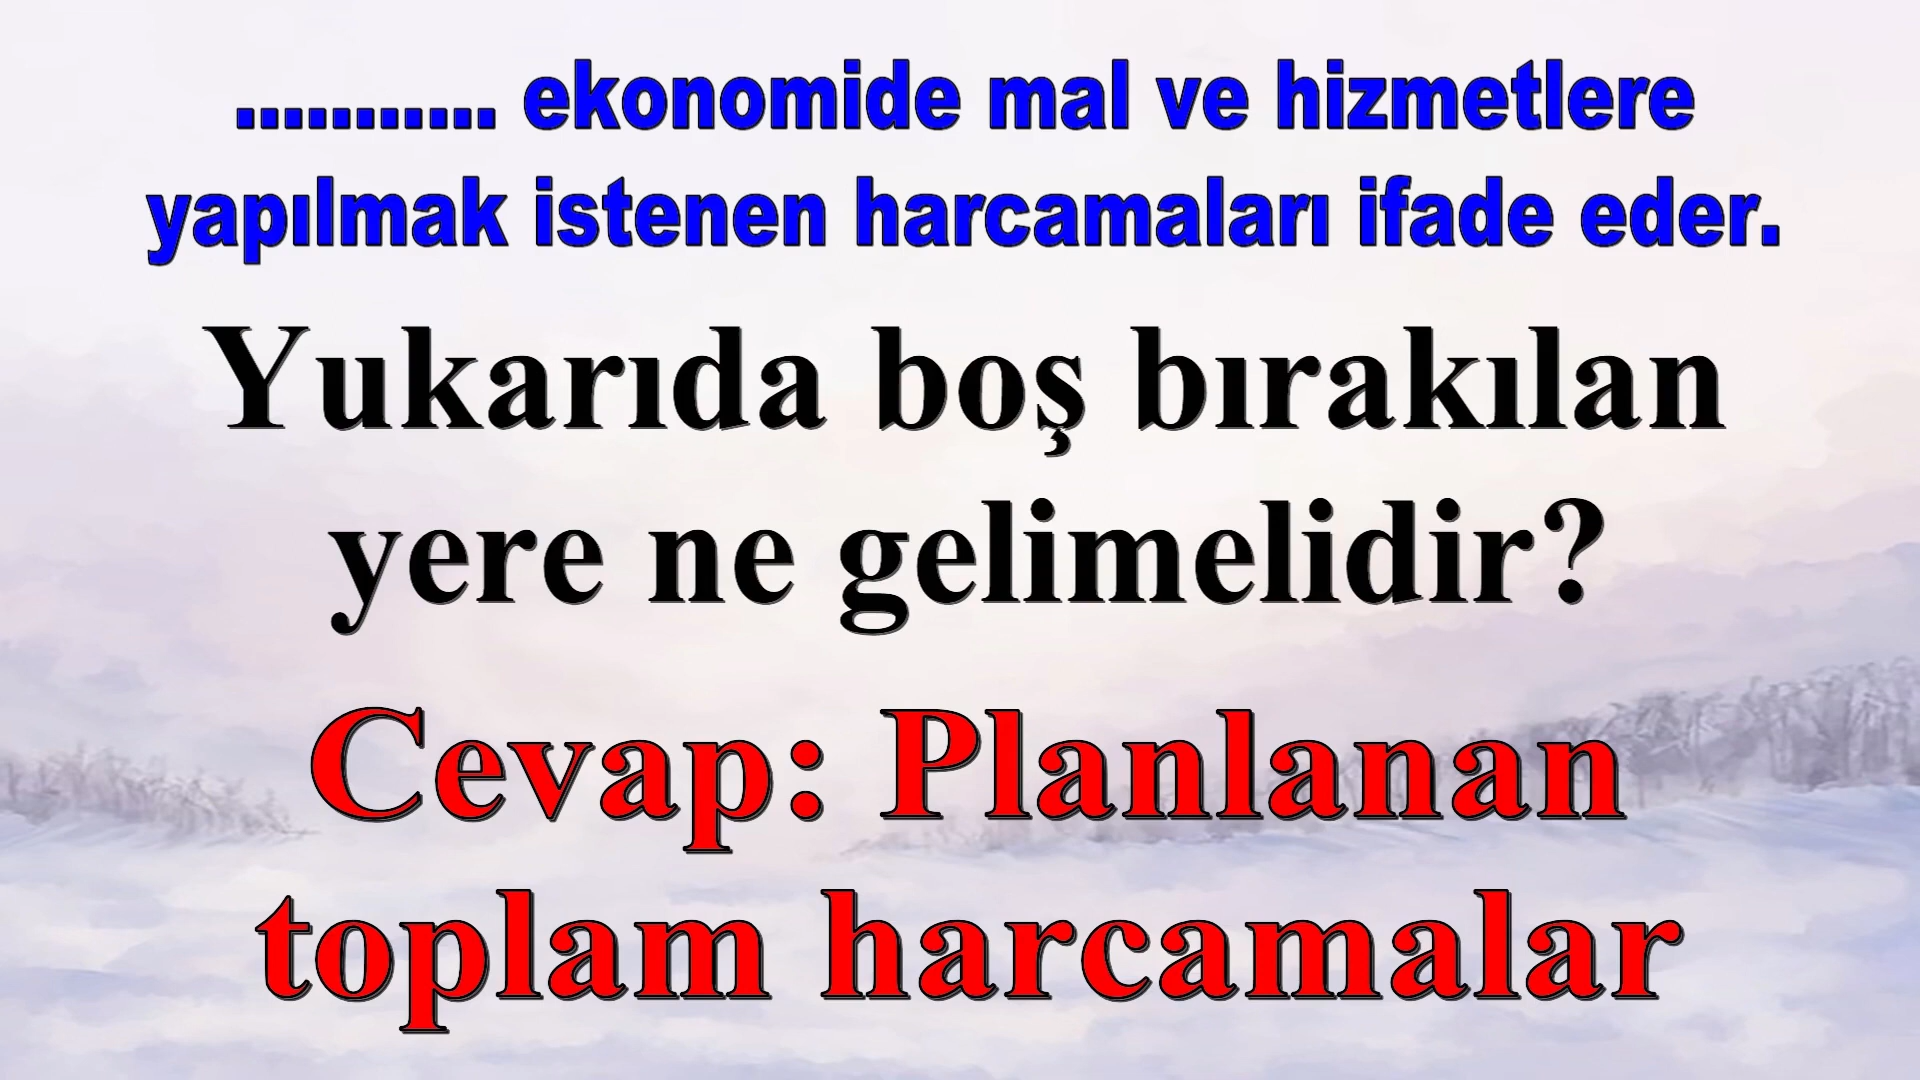 ........... ekonomide mal ve hizmetlere
yapılmak istenen harcamaları ifade eder.
Yukarıda boş bırakılan
yere ne gelimelidir?
Cevap: Planlanan
toplam harcamalar